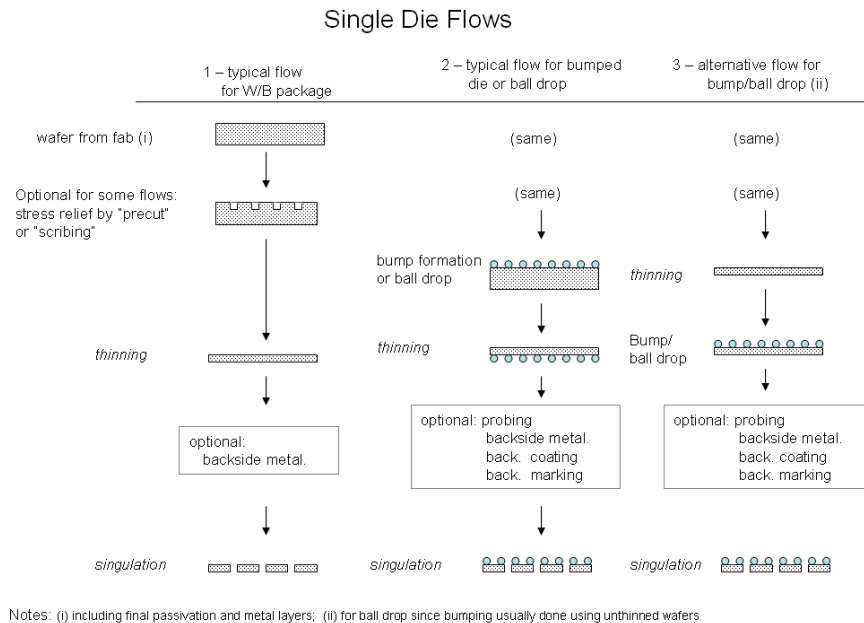 Single Die Flows
1 – typical flow
for W/B package
2 – typical flow for bumped
die or ball drop
3 – alternative flow for
bump/ball drop (ii)
wafer from fab (i)
(same)
(same)
Optional for some flows:
stress relief by "precut"
or "scribing"
(same)
(same)
bump formation
or ball drop
thinning
thinning
thinning
Bump/
ball drop
optional:
backside metal.
optional: probing
backside metal.
back. coating
back. marking
optional: probing
backside metal.
back. coating
back. marking
singulation
singulation
singulation
Notes: (i) including final passivation and metal layers; (ii) for ball drop since bumping usually done using unthinned wafers